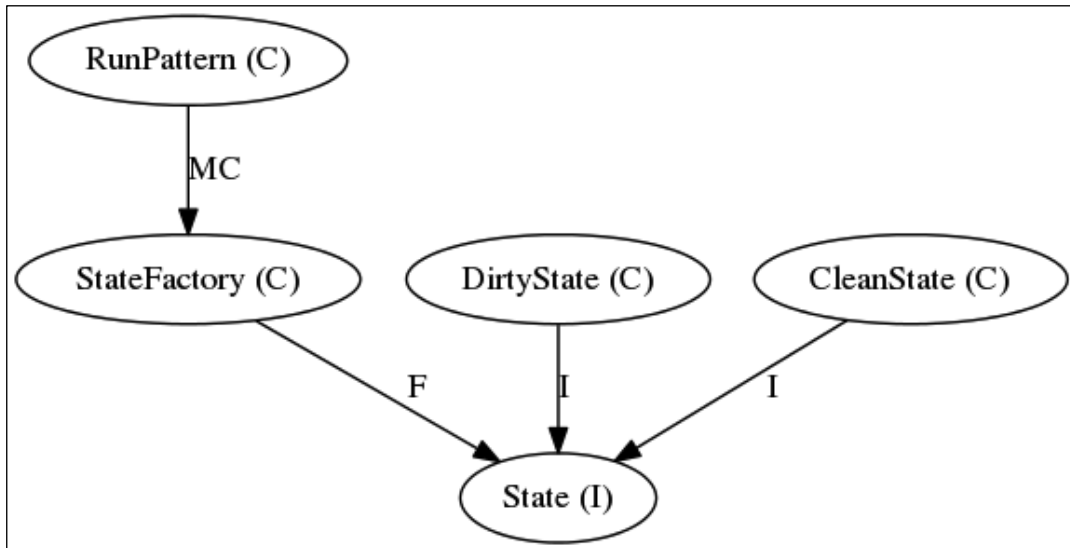 RunPattern (C)
MC
StateFactory (C)
DirtyState (C)
CleanState (C)
F
I
I
State (I)